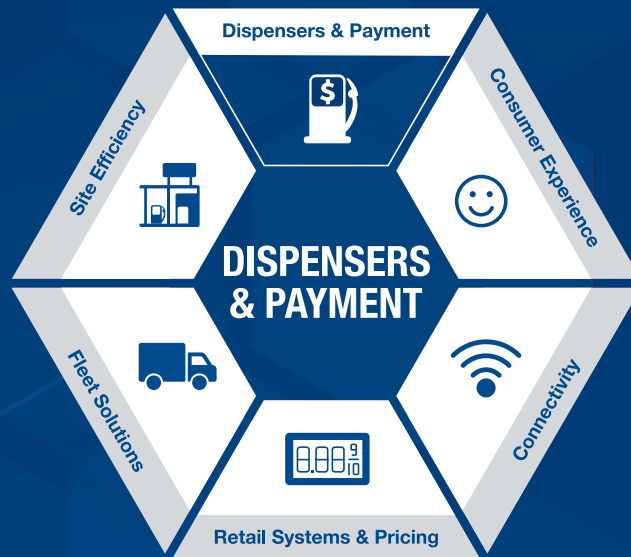 Dispensers & Payment
$
Site Efficiency
Consumer Experience
DISPENSERS
& PAYMENT
Fleet Solutions
Connectivity
8.88 9/10
Retail Systems & Pricing